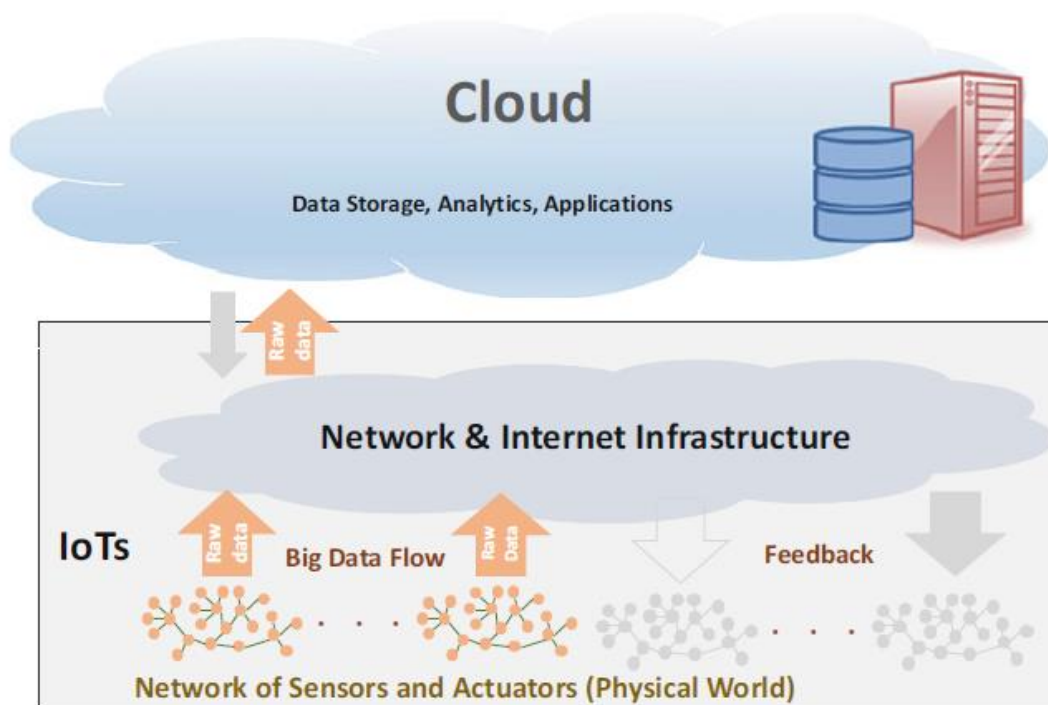 Cloud
Data Storage, Analytics, Applications
Raw
data
Network & Internet Infrastructure
IoTs
Raw
data
Big Data Flow
Raw
Data
Feedback
. . .
. . .
Network of Sensors and Actuators (Physical World)